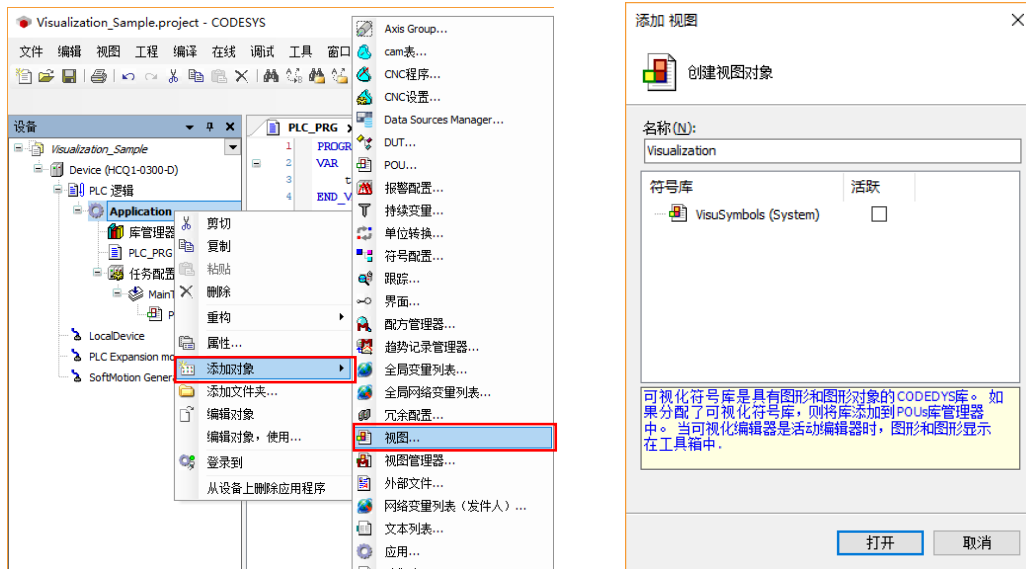 Visualization_Sample.project - CODESYS
文件 编辑 视图 工程 编译 在线 调试 工具 窗口
设备
Visualization_Sample
Device (HCQ1-0300-D)
PLC 逻辑
Application
库管理器
PLC_PRG
任务配置
MainT
P
LocalDevice
PLC Expansion mo
SoftMotion Genera
PLC_PRG
1 PROGR
2 VAR
3 t
4 END_V
剪切
复制
粘贴
删除
重构
属性...
添加对象
添加文件夹...
编辑对象
编辑对象，使用...
登录到
从设备上删除应用程序
Axis Group...
cam表...
CNC程序...
CNC设置...
Data Sources Manager...
DUT...
POU...
报警配置...
持续变量...
单位转换...
符号配置...
跟踪...
界面...
配方管理器...
趋势记录管理器...
全局变量列表...
全局网络变量列表...
冗余配置...
视图...
视图管理器...
外部文件...
网络变量列表（发件人）...
文本列表...
应用...
添加 视图
创建视图对象
名称(N):
Visualization
符号库 活跃
VisuSymbols (System)
可视化符号库是具有图形和图形对象的CODEDYS库。 如
果分配了可视化符号库，则将库添加到POUs库管理器
中。 当可视化编辑器是活动编辑器时，图形和图形显示
在工具箱中.
打开 取消